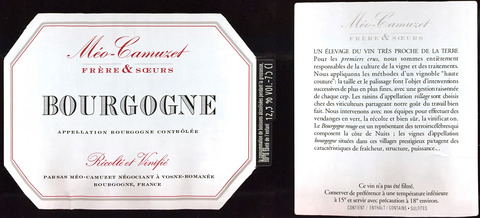 Méo-Camuzet
FRÈRE & SŒURS
BOURGOGNE
APPELLATION BOURGOGNE CONTRÔLÉE
Récolté et Vinifié
PAR SAS MÉO-CAMUZET NÉGOCIANT À VOSNE-ROMANÉE
BOURGOGNE, FRANCE
12,5 % VOL.-75 Cl
Méo-Camuzet
FRÈRE & SŒURS
UN ÉLEVAGE DU VIN TRÈS PROCHE DE LA TERRE
Pour les premiers crus, nous sommes entièrement
responsables de la culture de la vigne et des traitements.
Nous appliquons les méthodes d'un vignoble "haute
couture": la taille et le palissage font l'objet d'interventions
successives de plus en plus fines, avec une gestion raisonnée
de chaque cep. Les raisins d'appellation village sont choisis
chez des viticulteurs partageant notre goût du travail bien
fait. Nous intervenons avec nos équipes pour effectuer des
vendanges en vert, la récolte et bien sûr, la vinification.
Le Bourgogne rouge est un représentant des terroirs célèbres qui
composent la côte de Nuits ; les vignes d'appellation
bourgogne situées dans ces villages prestigieux partagent des
caractéristiques de fraîcheur, structure, puissance...
Ce vin n'a pas été filtré.
Conserver de préférence à une température inférieure
à 15° et servir avec précaution à 18° environ.
CONTIENT / ENTHALT / CONTAINS : SULFITES